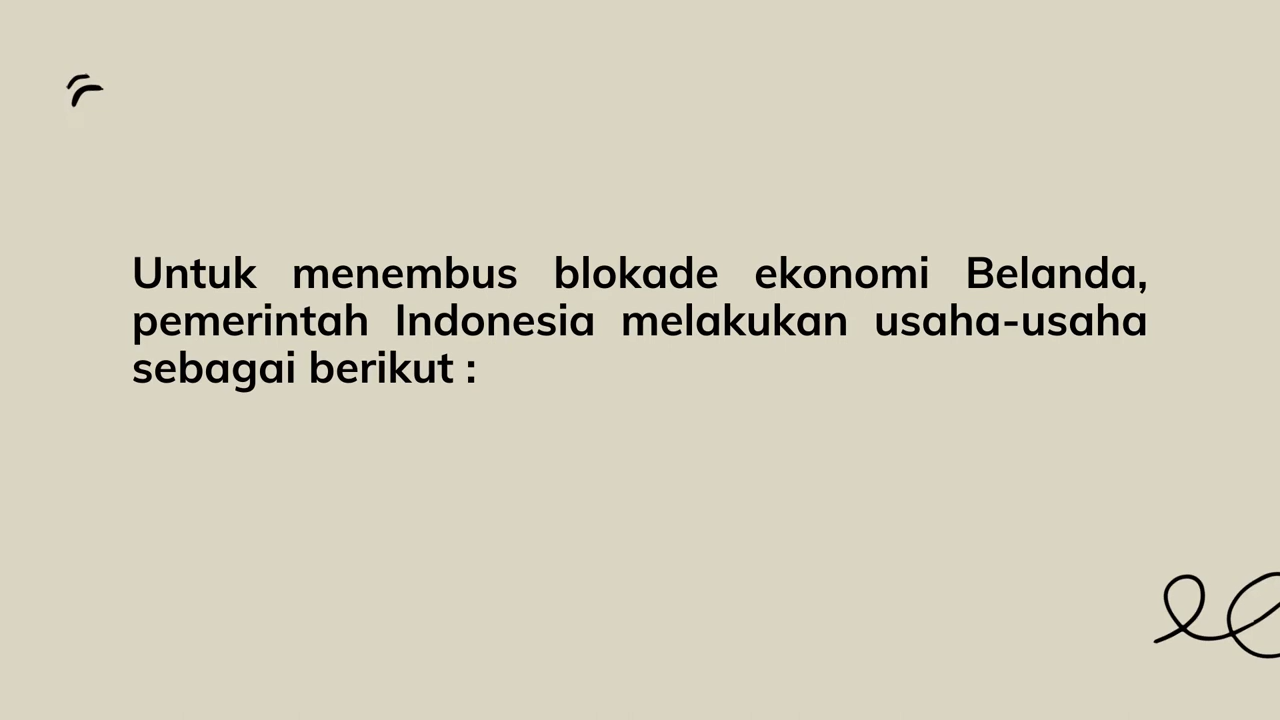 Untuk menembus blokade ekonomi Belanda,
pemerintah Indonesia melakukan usaha-usaha
sebagai berikut :